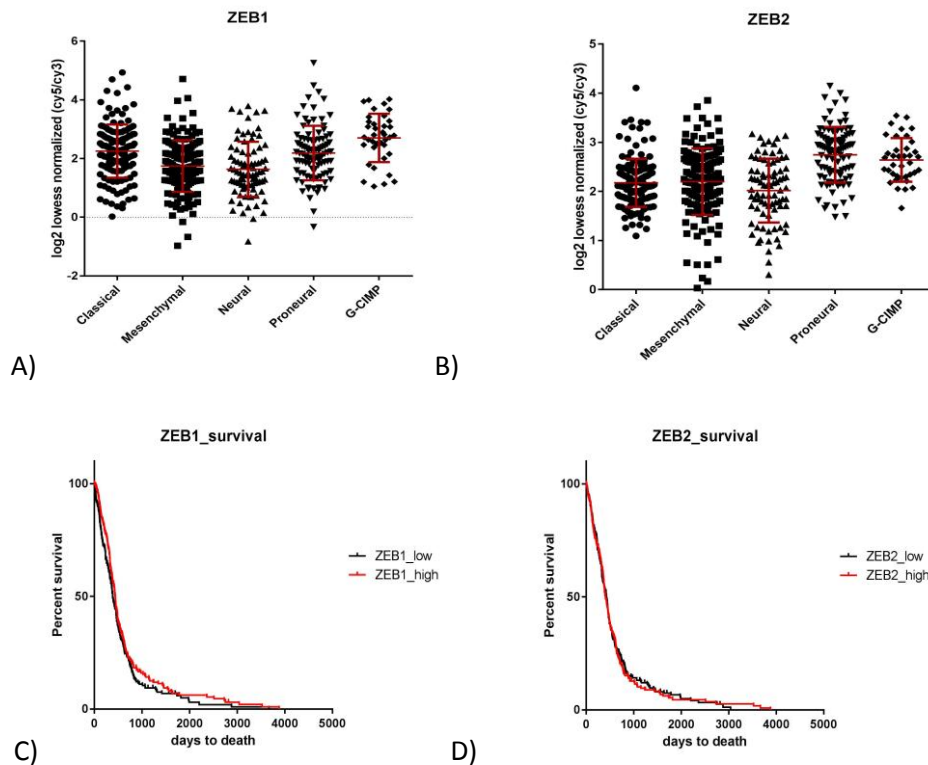 ZEB1
log2 lowess normalized (cy5/cy3)
6
4
2
0
-2
Classical
Mesenchymal
Neural
Proneural
G-CIMP
A)
ZEB2
log2 lowess normalized (cy5/cy3)
5
4
3
2
1
0
Classical
Mesenchymal
Neural
Proneural
G-CIMP
B)
ZEB1_survival
Percent survival
100
50
0
0 1000 2000 3000 4000 5000
days to death
ZEB1_low
ZEB1_high
C)
ZEB2_survival
Percent survival
100
50
0
0 1000 2000 3000 4000 5000
days to death
ZEB2_low
ZEB2_high
D)